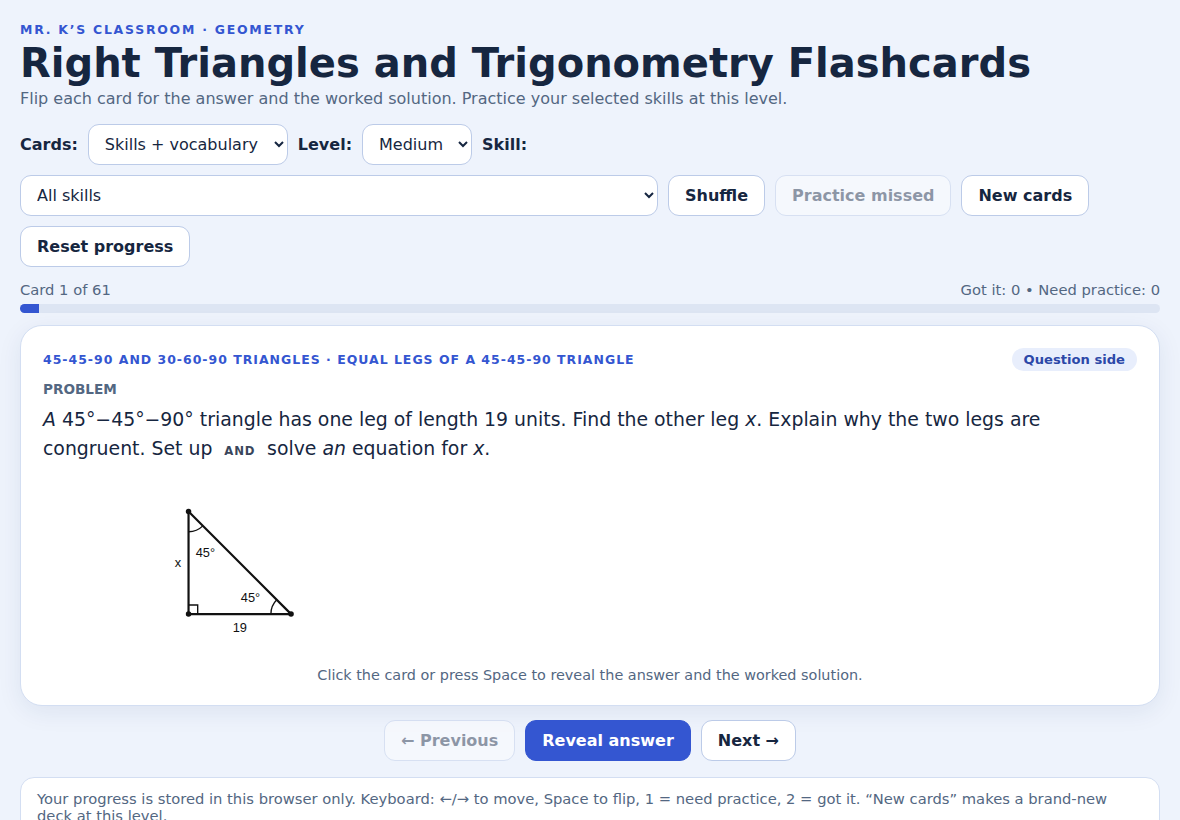 MR. K’S CLASSROOM · GEOMETRY
Right Triangles and Trigonometry Flashcards
Flip each card for the answer and the worked solution. Practice your selected skills at this level.
Cards: Skills + vocabulary Level: Medium Skill:
All skills Shuffle Practice missed New cards
Reset progress
Card 1 of 61 Got it: 0 • Need practice: 0
45-45-90 AND 30-60-90 TRIANGLES · EQUAL LEGS OF A 45-45-90 TRIANGLE Question side
PROBLEM
A 45°−45°−90° triangle has one leg of length 19 units. Find the other leg x. Explain why the two legs are
congruent. Set up AND solve an equation for x.
45°
x
45°
19
Click the card or press Space to reveal the answer and the worked solution.
← Previous Reveal answer Next →
Your progress is stored in this browser only. Keyboard: ←/→ to move, Space to flip, 1 = need practice, 2 = got it. “New cards” makes a brand-new
deck at this level.